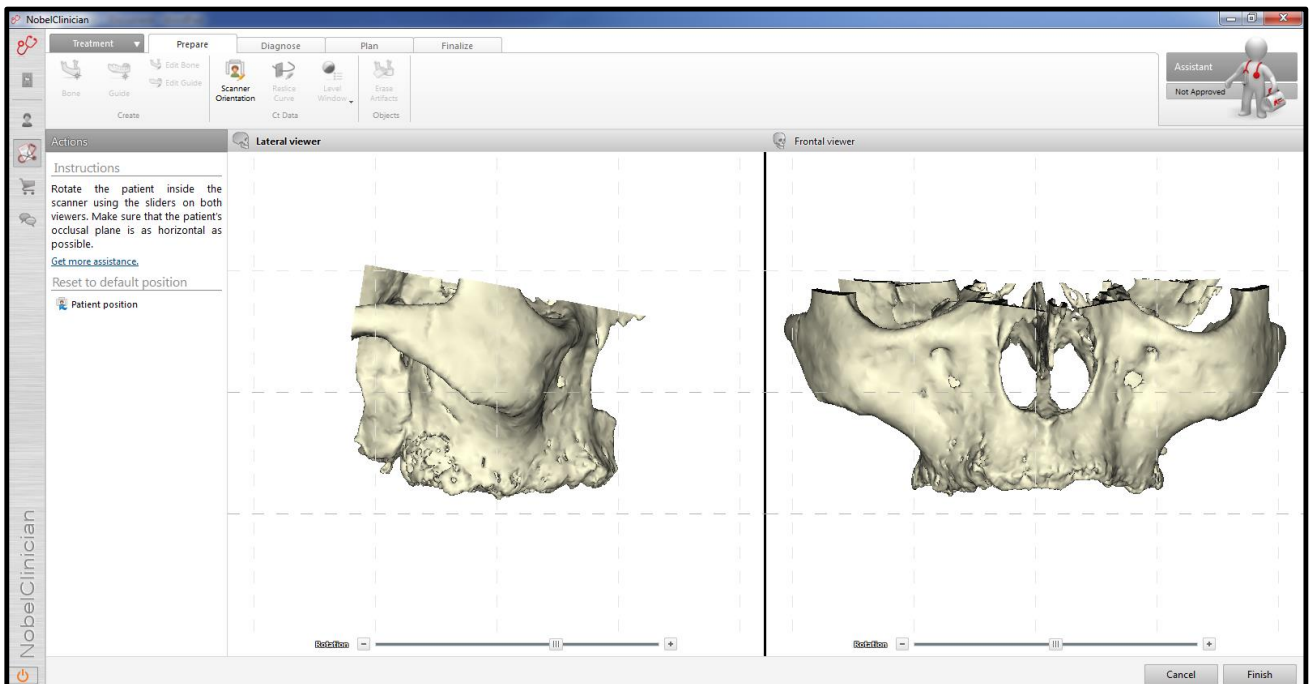 NobelClinician
Treatment
Prepare
Diagnose
Plan
Finalize
Bone
Guide
Edit Bone
Edit Guide
Create
Scanner
Orientation
Reslice
Curve
Level
Window
Ct Data
Erase
Artifacts
Objects
Assistant
Not Approved
Actions
Instructions
Rotate the patient inside the
scanner using the sliders on both
viewers. Make sure that the patient's
occlusal plane is as horizontal as
possible.
Get more assistance.
Reset to default position
Patient position
Lateral viewer
Frontal viewer
Rotation
Rotation
NobelClinician
Cancel
Finish